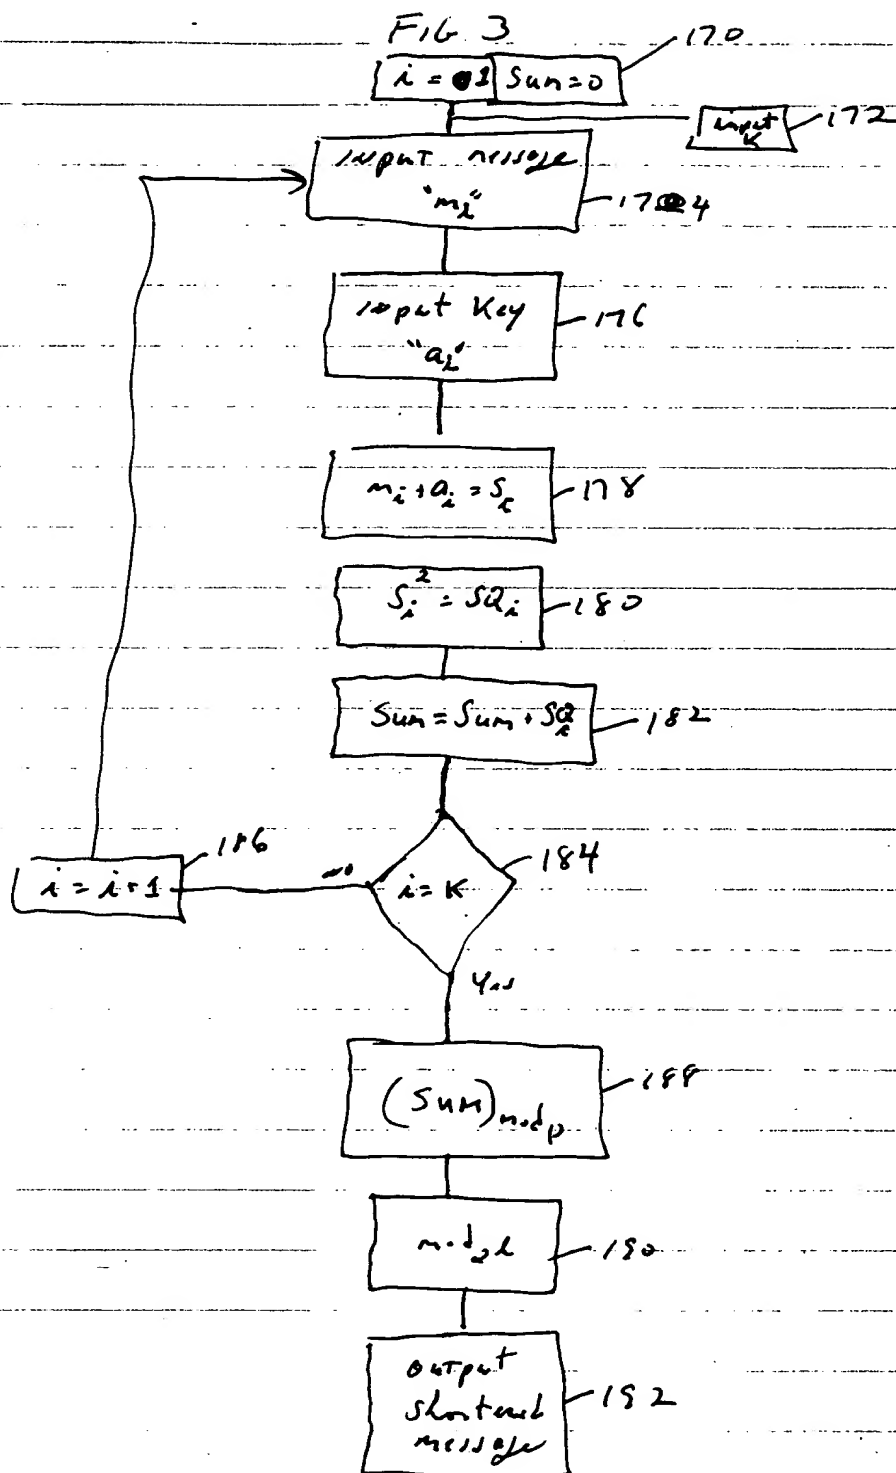 FIG 3
i = 1 Sum=0 170
input K 172
input message 
"mi" 174
input Key 176
"ai"
mi + ai = Si 178
Si² = SQi 180
Sum = Sum + SQi 182
186
i = i + 1
no
i = K 184
Yes
(Sum)mod p 188
mod 2^l 190
output
shortened 192
message